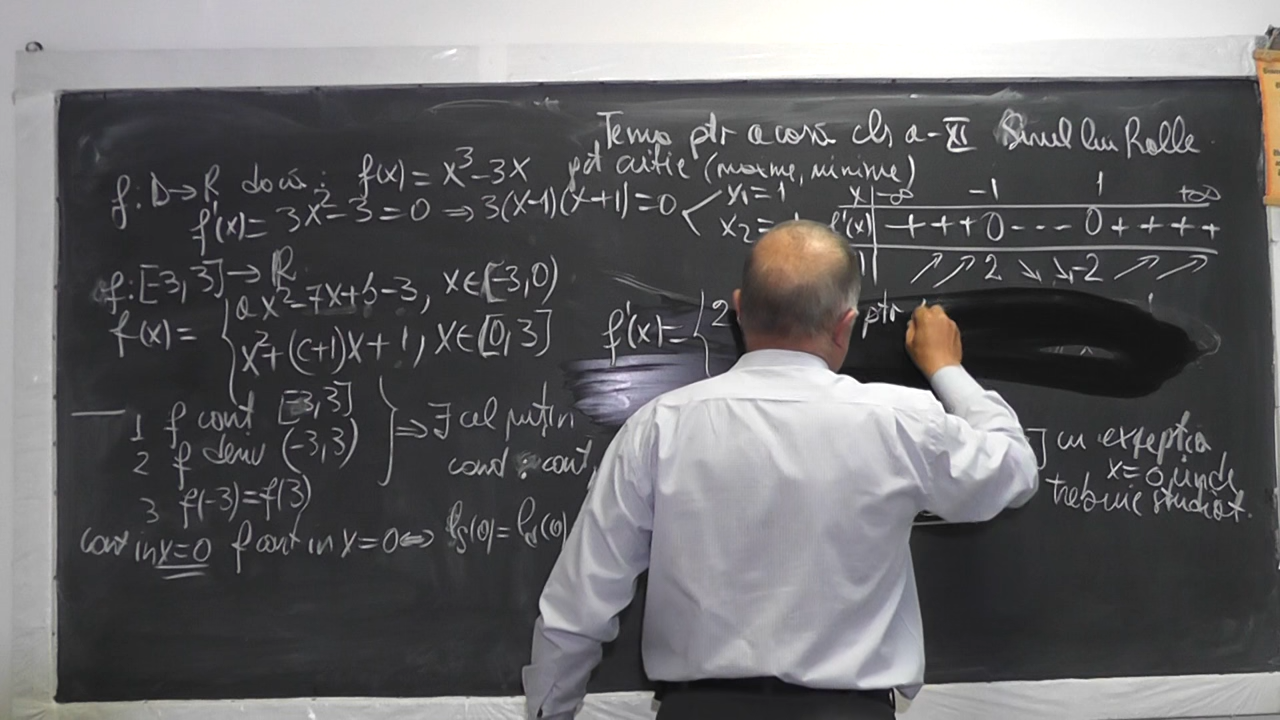 Tema ptr acasă cls a-XI Sirul lui Rolle
f:D→R dacă: f(x)=x³-3x pct critic (maxime, minime)
f'(x)=3x²-3=0 ⇒3(x-1)(x+1)=0 x₁=1
x₂=
x -∞ -1 1 +∞
f'(x) + + + 0 - - - 0 + + + +
↗↗ 2 ↘↘ -2 ↗↗
f:[-3,3]→R
f(x)= { ax²-7x+b-3, x∈[-3,0)
x²+(c+1)x+1, x∈[0,3]
f'(x)= { 2 ptr
1 f cont [-3,3]
2 f deriv (-3,3) } ⇒ ∃ cel puțin
3 f(-3)=f(3) cond : cont.
] cu excepția
x=0, unde
trebuie studiat.
cont in x=0 f cont in x=0⇔ ls(0)=ld(0)